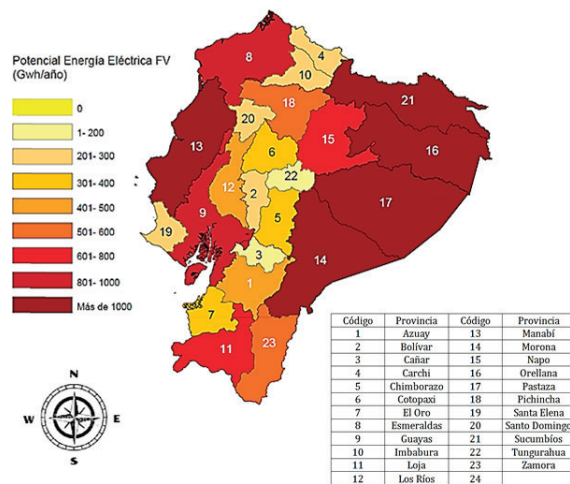 Potencial Energía Eléctrica FV
(Gwh/año)
0
1- 200
201- 300
301- 400
401- 500
501- 600
601- 800
801- 1000
Más de 1000
8
4
10
21
18
20
15
13
6
16
22
12
2
17
9
5
19
3
14
1
7
11
23
N
W E
S
Código Provincia Código Provincia
1 Azuay 13 Manabí
2 Bolívar 14 Morona
3 Cañar 15 Napo
4 Carchi 16 Orellana
5 Chimborazo 17 Pastaza
6 Cotopaxi 18 Pichincha
7 El Oro 19 Santa Elena
8 Esmeraldas 20 Santo Domingo
9 Guayas 21 Sucumbíos
10 Imbabura 22 Tungurahua
11 Loja 23 Zamora
12 Los Ríos 24